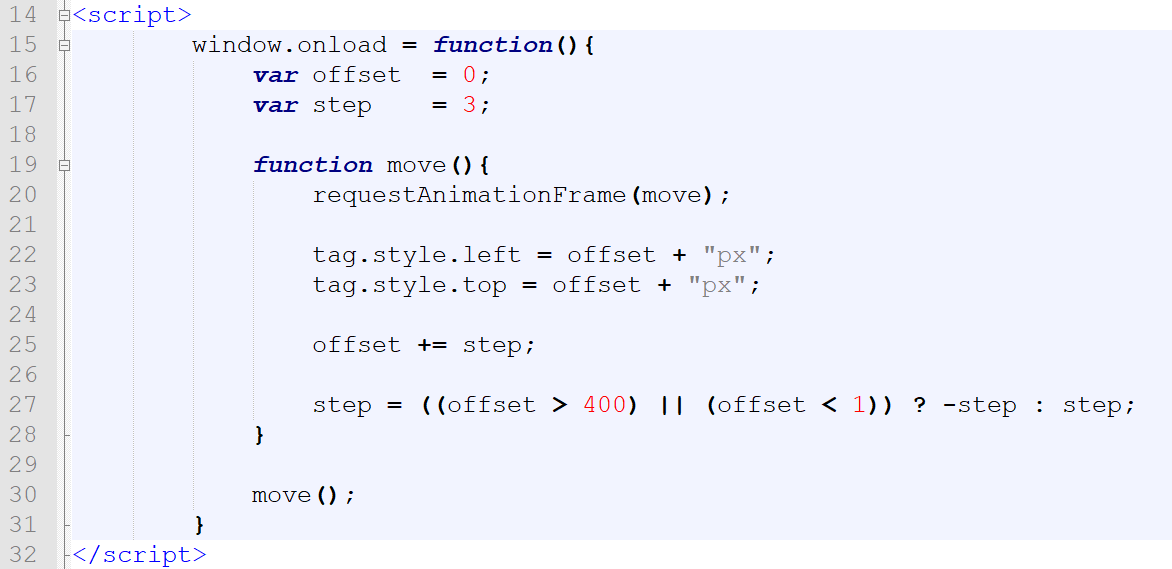 14 <script>
15 window.onload = function(){
16 var offset  = 0;
17 var step    = 3;
18
19 function move(){
20 requestAnimationFrame(move);
21
22 tag.style.left = offset + "px";
23 tag.style.top = offset + "px";
24
25 offset += step;
26
27 step = ((offset > 400) || (offset < 1)) ? -step : step;
28 }
29
30 move();
31 }
32 </script>